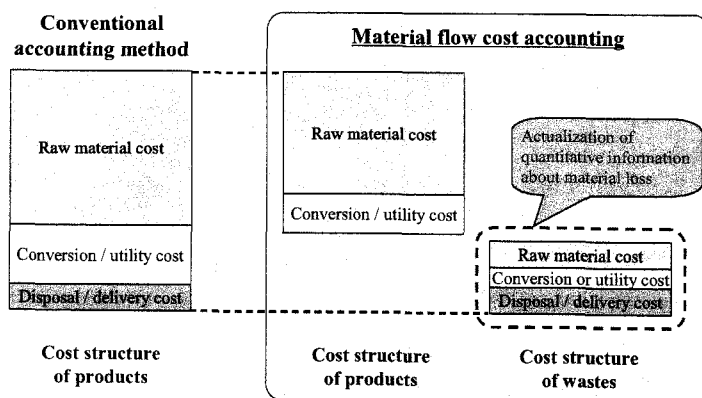 Conventional
accounting method
Raw material cost
Conversion / utility cost
Disposal / delivery cost
Cost structure
of products
Material flow cost accounting
Raw material cost
Conversion / utility cost
Cost structure
of products
Actualization of
quantitative information
about material loss
Raw material cost
Conversion or utility cost
Disposal / delivery cost
Cost structure
of wastes